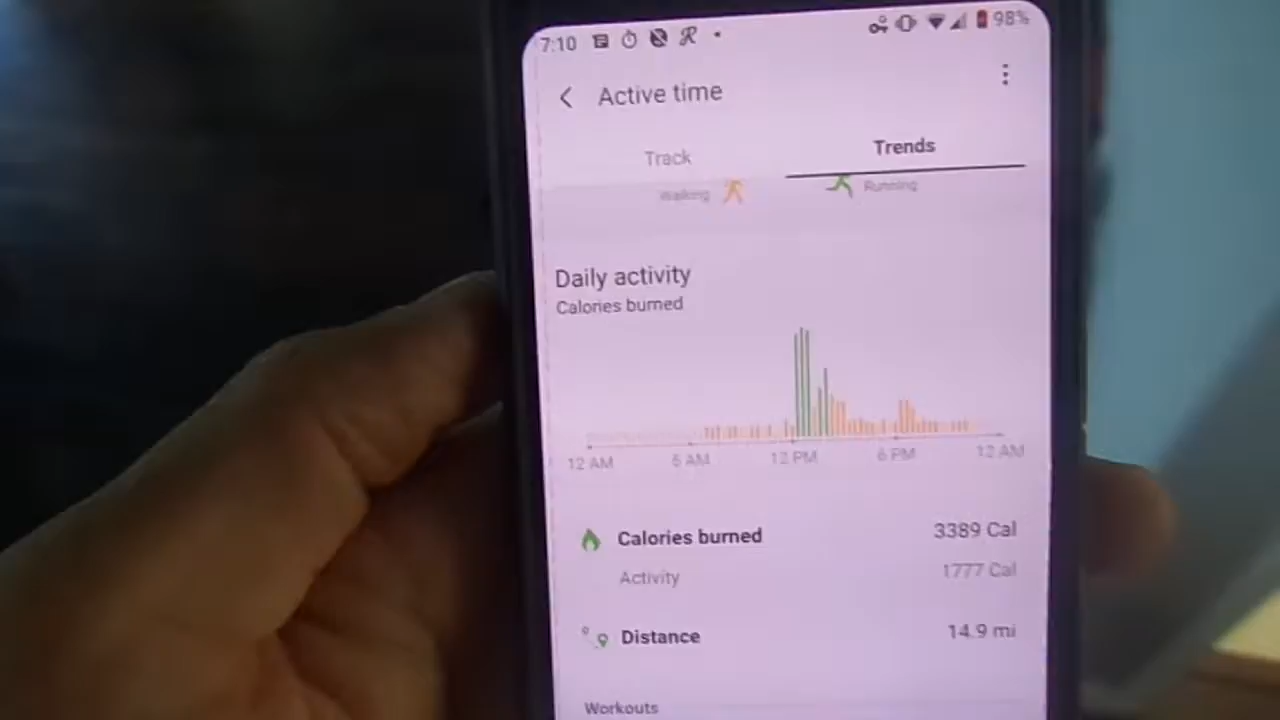 7:10 98%
Active time
Track Trends
Walking Running
Daily activity
Calories burned
12 AM 6 AM 12 PM 6 PM 12 AM
Calories burned 3389 Cal
Activity 1777 Cal
Distance 14.9 mi
Workouts